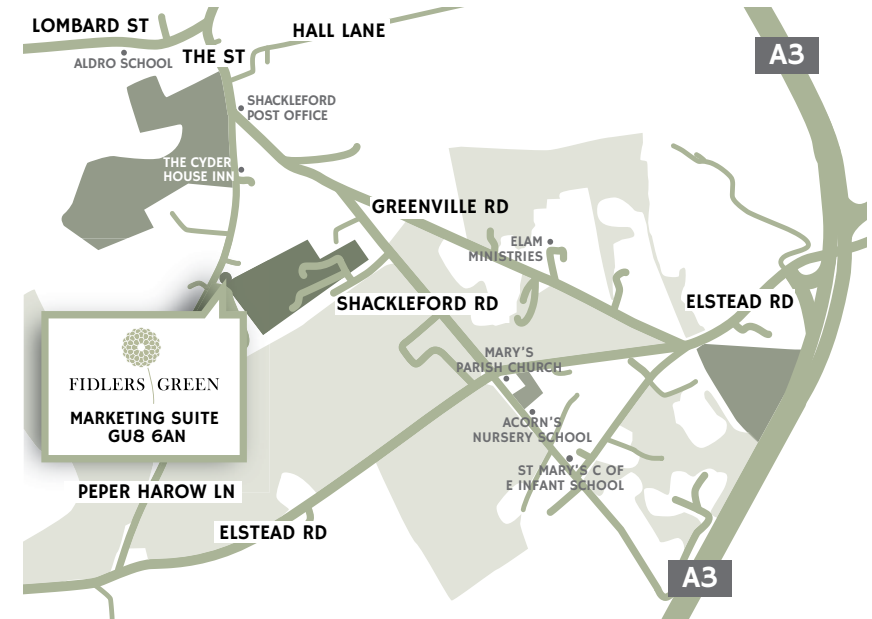 LOMBARD ST
HALL LANE
A3
ALDRO SCHOOL
THE ST
SHACKLEFORD
POST OFFICE
THE CYDER
HOUSE INN
GREENVILLE RD
ELAM
MINISTRIES
SHACKLEFORD RD
ELSTEAD RD
FIDLERS GREEN
MARKETING SUITE
GU8 6AN
MARY'S
PARISH CHURCH
ACORN'S
NURSERY SCHOOL
ST MARY'S C OF
E INFANT SCHOOL
PEPER HAROW LN
ELSTEAD RD
A3